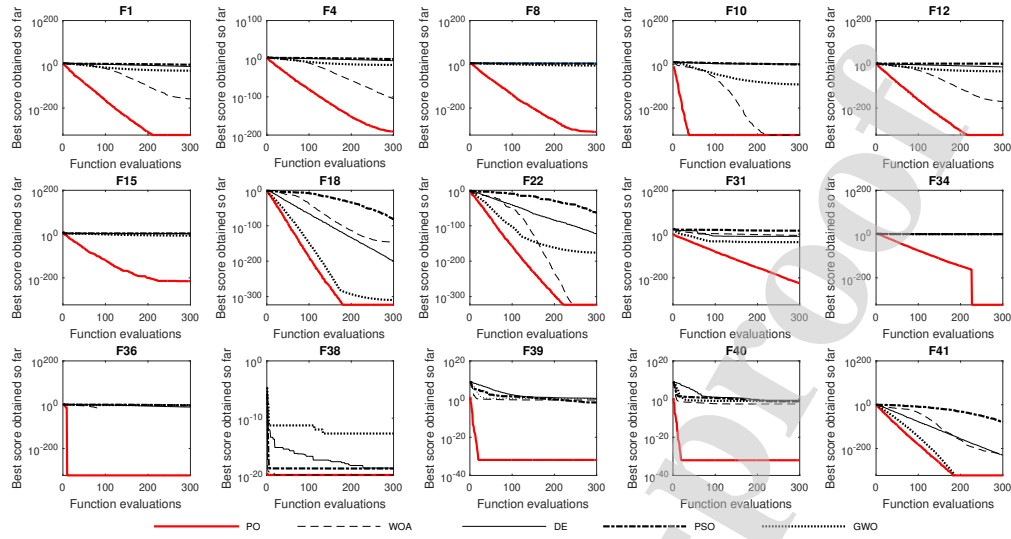 F1 F4 F8 F10 F12
Best score obtained so far Best score obtained so far Best score obtained so far Best score obtained so far Best score obtained so far
10^200 10^100 10^200 10^200 10^200
10^0 10^0 10^0 10^0 10^0
10^-200 10^-100 10^-200 10^-200 10^-200
10^-200
0 100 200 300 0 100 200 300 0 100 200 300 0 100 200 300 0 100 200 300
Function evaluations Function evaluations Function evaluations Function evaluations Function evaluations
F15 F18 F22 F31 F34
Best score obtained so far Best score obtained so far Best score obtained so far Best score obtained so far Best score obtained so far
10^200 10^0 10^0 10^200 10^200
10^0 10^-100 10^-100 10^0 10^0
10^-200 10^-200 10^-200 10^-200 10^-200
10^-300 10^-300
0 100 200 300 0 100 200 300 0 100 200 300 0 100 200 300 0 100 200 300
Function evaluations Function evaluations Function evaluations Function evaluations Function evaluations
F36 F38 F39 F40 F41
Best score obtained so far Best score obtained so far Best score obtained so far Best score obtained so far Best score obtained so far
10^200 10^0 10^20 10^20 10^200
10^0 10^-10 10^0 10^0 10^0
10^-200 10^-20 10^-20 10^-20 10^-200
10^-40 10^-40
0 100 200 300 0 100 200 300 0 100 200 300 0 100 200 300 0 100 200 300
Function evaluations Function evaluations Function evaluations Function evaluations Function evaluations
PO WOA DE PSO GWO
proof